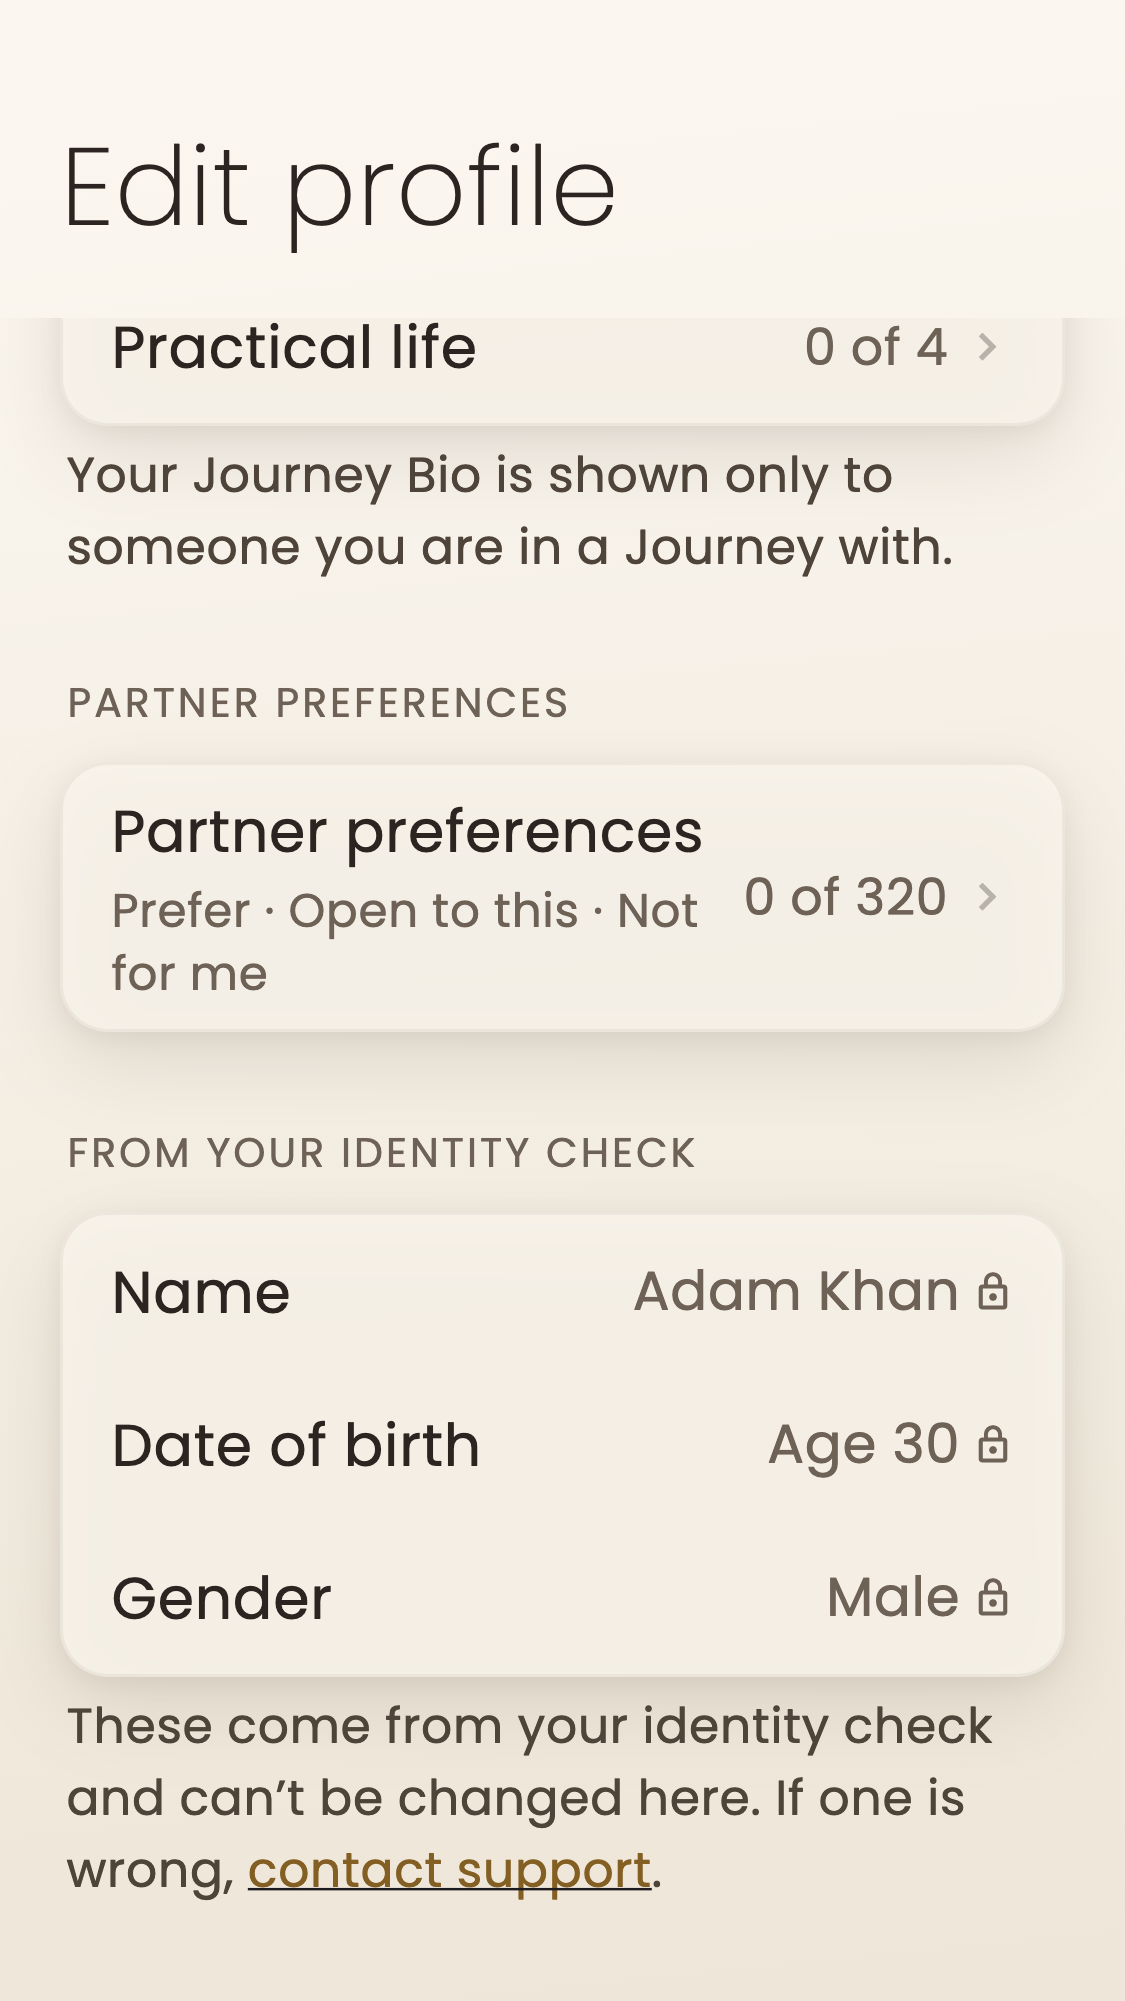 Edit profile
Practical life 0 of 4
Your Journey Bio is shown only to
someone you are in a Journey with.
PARTNER PREFERENCES
Partner preferences
Prefer · Open to this · Not
for me
0 of 320
FROM YOUR IDENTITY CHECK
Name Adam Khan
Date of birth Age 30
Gender Male
These come from your identity check
and can’t be changed here. If one is
wrong, contact support.